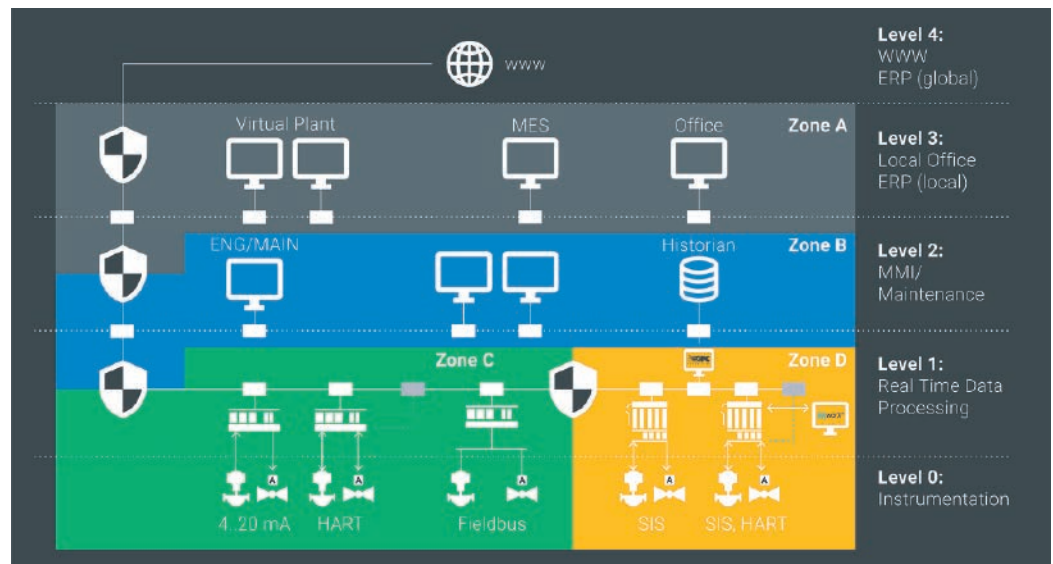 Level 4:
WWW
ERP (global)
www
Virtual Plant
MES
Office
Zone A
Level 3:
Local Office
ERP (local)
ENG/MAIN
Historian
Zone B
Level 2:
MMI/
Maintenance
Zone C
Zone D
Level 1:
Real Time Data
Processing
A
A
A
A
A
Level 0:
Instrumentation
4..20 mA
HART
Fieldbus
SIS
SIS, HART